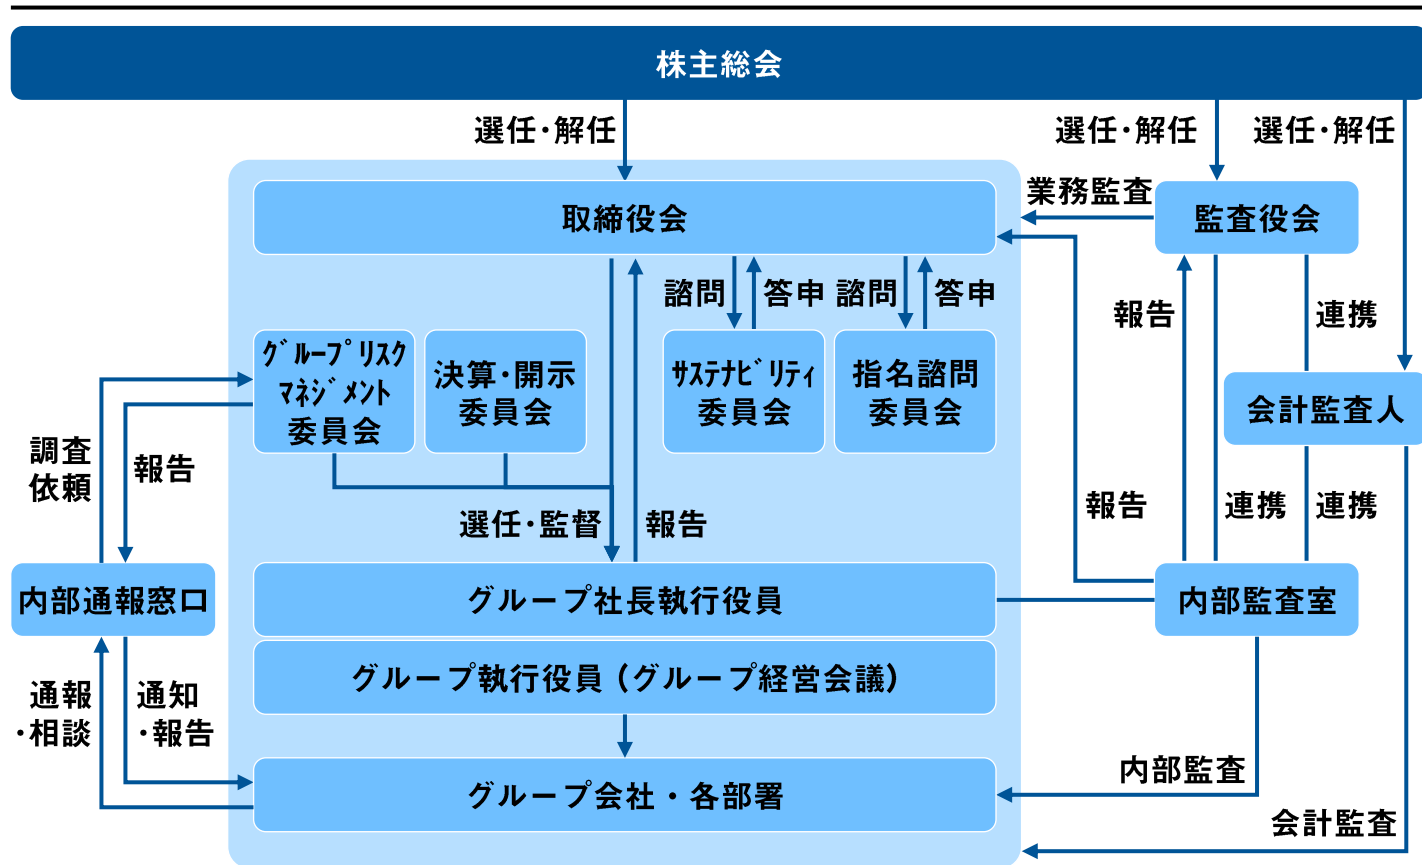 株主総会
選任・解任
選任・解任
選任・解任
取締役会
業務監査
監査役会
諮問
答申
諮問
答申
報告
連携
グループリスク
マネジメント
委員会
決算・開示
委員会
サステナビリティ
委員会
指名諮問
委員会
会計監査人
調査
依頼
報告
選任・監督
報告
報告
連携
連携
内部通報窓口
グループ社長執行役員
内部監査室
グループ執行役員（グループ経営会議）
通報
・相談
通知
・報告
内部監査
グループ会社・各部署
会計監査